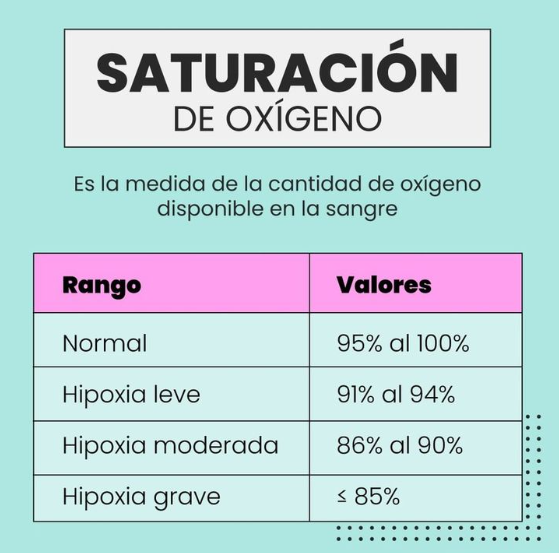 SATURACIÓN
DE OXÍGENO
Es la medida de la cantidad de oxígeno
disponible en la sangre
Rango Valores
Normal 95% al 100%
Hipoxia leve 91% al 94%
Hipoxia moderada 86% al 90%
Hipoxia grave ≤ 85%